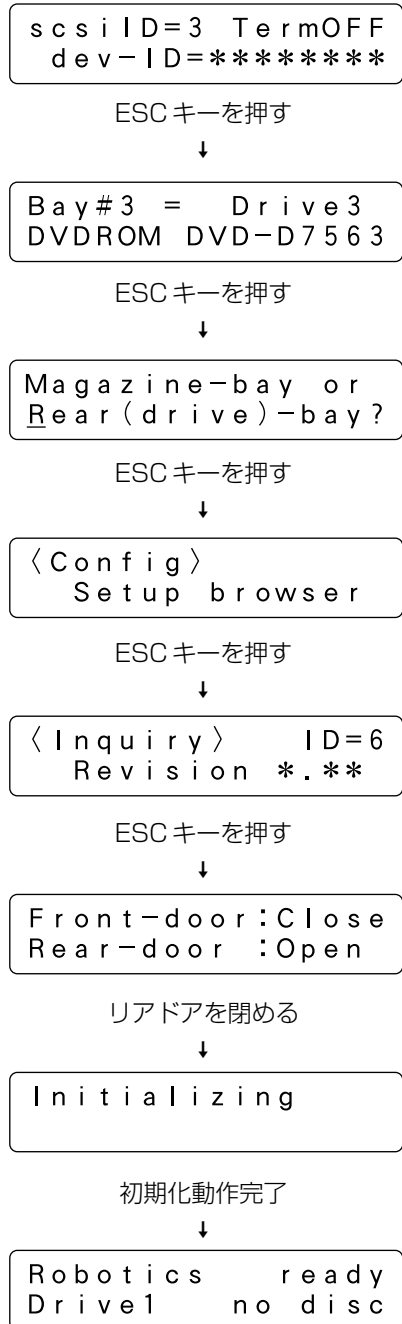 scsiID=3 TermOFF
dev-ID=********
ESCキーを押す
↓
Bay#3 = Drive3
DVDROM DVD-D7563
ESCキーを押す
↓
Magazine-bay or
Rear(drive)-bay?
ESCキーを押す
↓
〈Config〉
Setup browser
ESCキーを押す
↓
〈Inquiry〉 ID=6
Revision *.**
ESCキーを押す
↓
Front-door:Close
Rear-door :Open
リアドアを閉める
↓
Initializing
初期化動作完了
↓
Robotics ready
Drive1 no disc